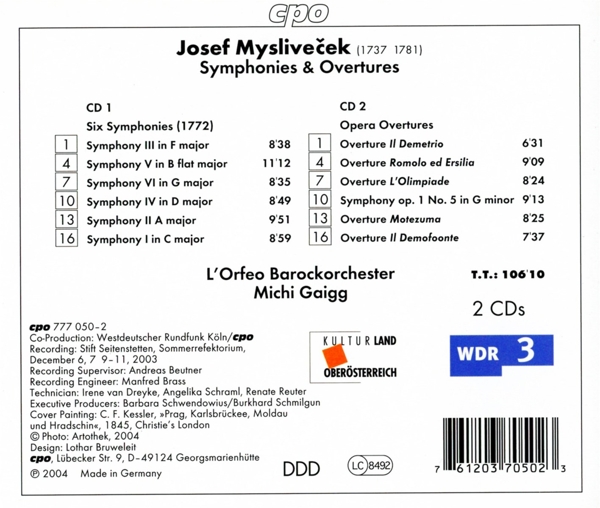 cpo
Josef Mysliveček (1737 1781)
Symphonies & Overtures
CD 1
Six Symphonies (1772)
1 Symphony III in F major 8'38
4 Symphony V in B flat major 11'12
7 Symphony VI in G major 8'35
10 Symphony IV in D major 8'49
13 Symphony II A major 9'51
16 Symphony I in C major 8'59
CD 2
Opera Overtures
1 Overture Il Demetrio 6'31
4 Overture Romolo ed Ersilia 9'09
7 Overture L'Olimpiade 8'24
10 Symphony op. 1 No. 5 in G minor 9'13
13 Overture Motezuma 8'25
16 Overture Il Demofoonte 7'37
L'Orfeo Barockorchester
Michi Gaigg
T.T.: 106'10
2 CDs
cpo 777 050-2
Co-Production: Westdeutscher Rundfunk Köln/cpo
Recording: Stift Seitenstetten, Sommerrefektorium,
December 6, 7 9-11, 2003
Recording Supervisor: Andreas Beutner
Recording Engineer: Manfred Brass
Technician: Irene van Dreyke, Angelika Schraml, Renate Reuter
Executive Producers: Barbara Schwendowius/Burkhard Schmilgun
Cover Painting: C. F. Kessler, »Prag, Karlsbrückee, Moldau
und Hradschin«, 1845, Christie's London
© Photo: Artothek, 2004
Design: Lothar Bruweleit
cpo, Lübecker Str. 9, D-49124 Georgsmarienhütte
℗ 2004 Made in Germany
KULTURLAND
OBERÖSTERREICH
WDR 3
DDD
LC 8492
7 61203 70502 3